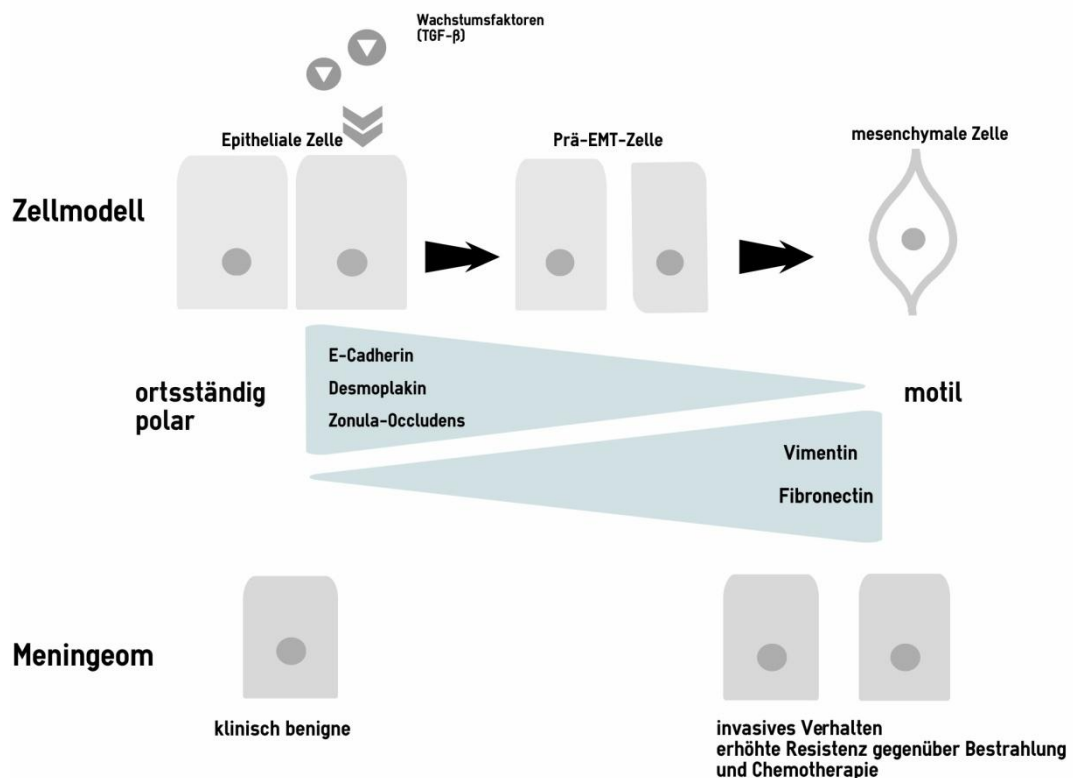 Wachstumsfaktoren
(TGF-β)
Epitheliale Zelle
Prä-EMT-Zelle
mesenchymale Zelle
Zellmodell
E-Cadherin
Desmoplakin
Zonula-Occludens
ortsständig
polar
motil
Vimentin
Fibronectin
Meningeom
klinisch benigne
invasives Verhalten
erhöhte Resistenz gegenüber Bestrahlung
und Chemotherapie